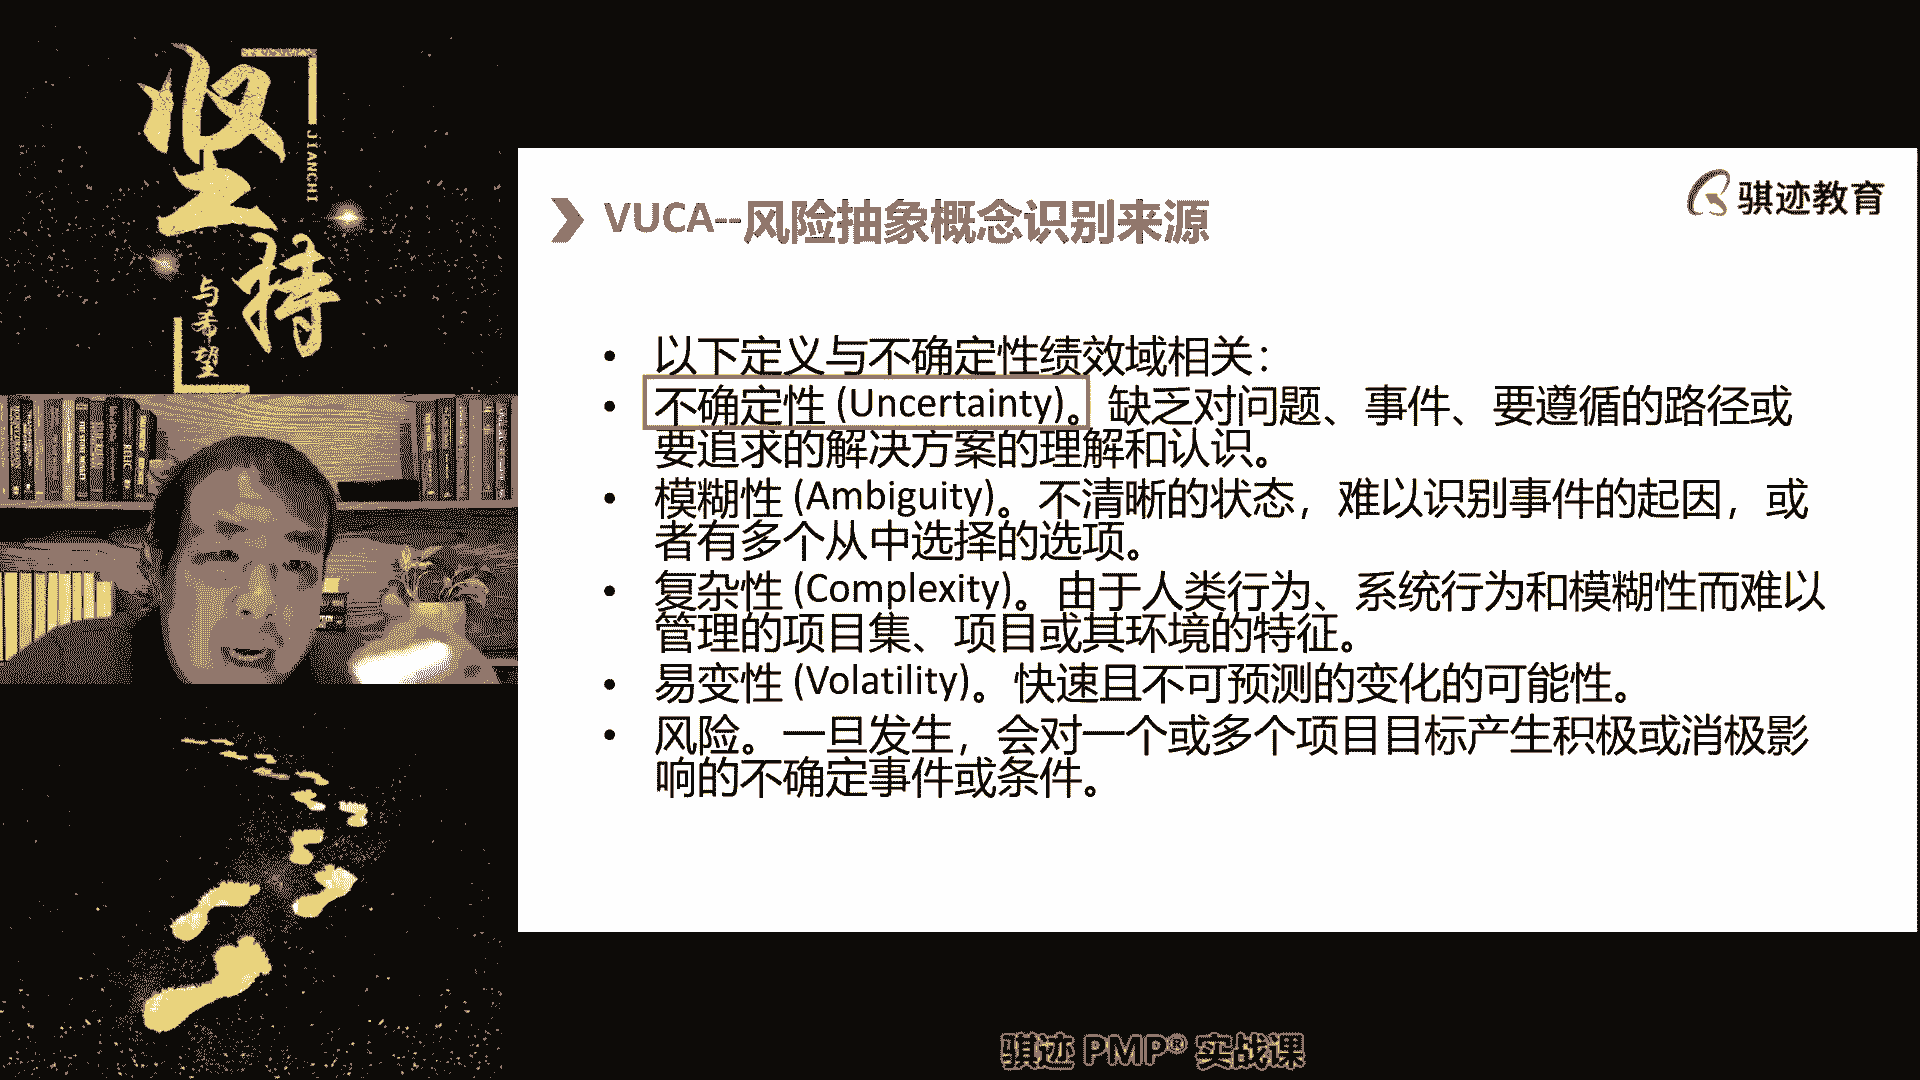 坚持
JIANCHI
与希望
骐迹教育
VUCA--风险抽象概念识别来源
• 以下定义与不确定性绩效域相关：
• 不确定性 (Uncertainty)。缺乏对问题、事件、要遵循的路径或
要追求的解决方案的理解和认识。
• 模糊性 (Ambiguity)。不清晰的状态，难以识别事件的起因，或
者有多个从中选择的选项。
• 复杂性 (Complexity)。由于人类行为、系统行为和模糊性而难以
管理的项目集、项目或其环境的特征。
• 易变性 (Volatility)。快速且不可预测的变化的可能性。
• 风险。一旦发生，会对一个或多个项目目标产生积极或消极影
响的不确定事件或条件。
骐迹 PMP® 实战课